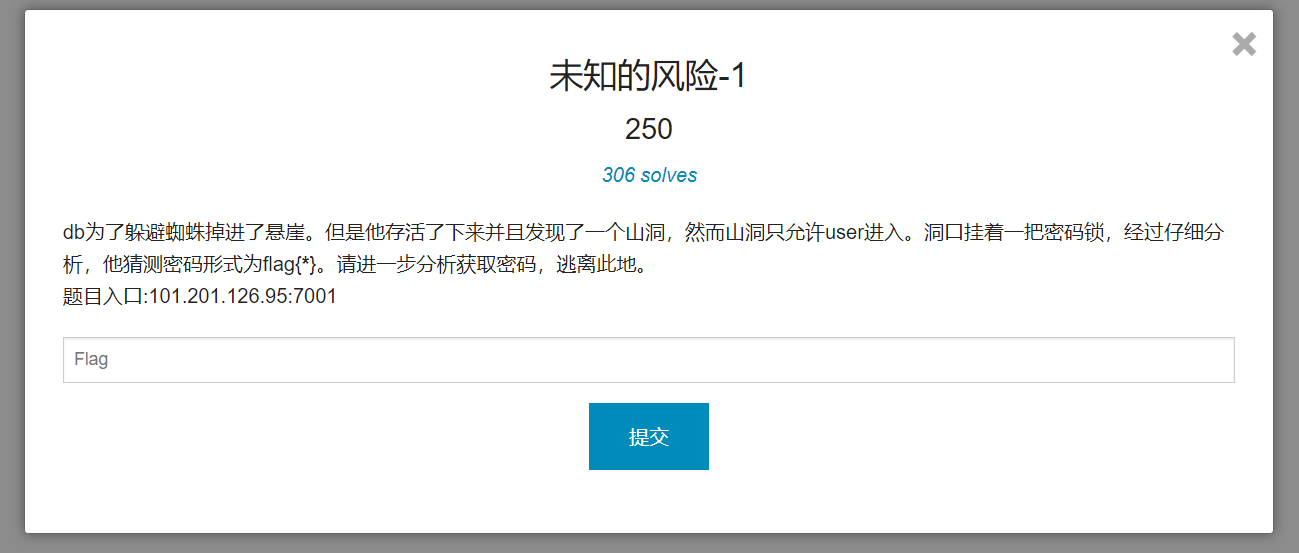 未知的风险-1
250
306 solves
db为了躲避蜘蛛掉进了悬崖。但是他存活了下来并且发现了一个山洞，然而山洞只允许user进入。洞口挂着一把密码锁，经过仔细分
析，他猜测密码形式为flag{*}。请进一步分析获取密码，逃离此地。
题目入口:101.201.126.95:7001
Flag
提交